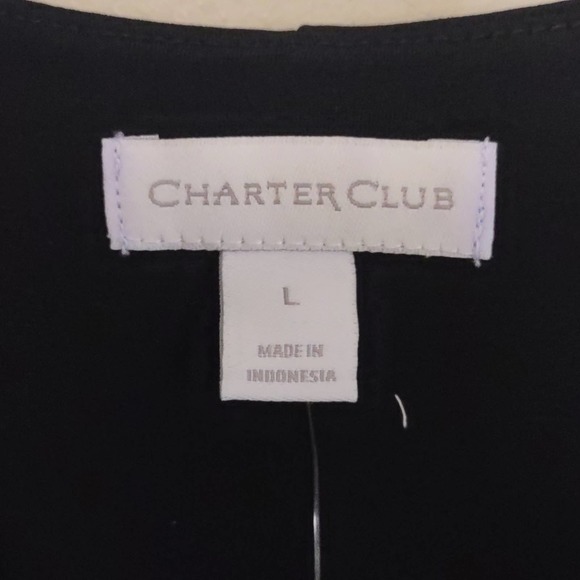 CHARTER CLUB
L
MADE IN
INDONESIA